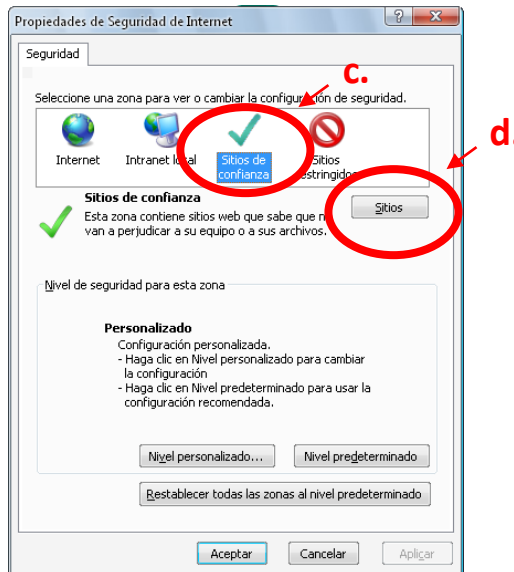 Propiedades de Seguridad de Internet
Seguridad
c.
Seleccione una zona para ver o cambiar la configuración de seguridad.
d.
Internet
Intranet local
Sitios de
confianza
Sitios
restringidos
Sitios de confianza
Sitios
Esta zona contiene sitios web que sabe que n
van a perjudicar a su equipo o a sus archivos.
Nivel de seguridad para esta zona
Personalizado
Configuración personalizada.
- Haga clic en Nivel personalizado para cambiar
la configuración
- Haga clic en Nivel predeterminado para usar la
configuración recomendada.
Nivel personalizado...
Nivel predeterminado
Restablecer todas las zonas al nivel predeterminado
Aceptar
Cancelar
Aplicar